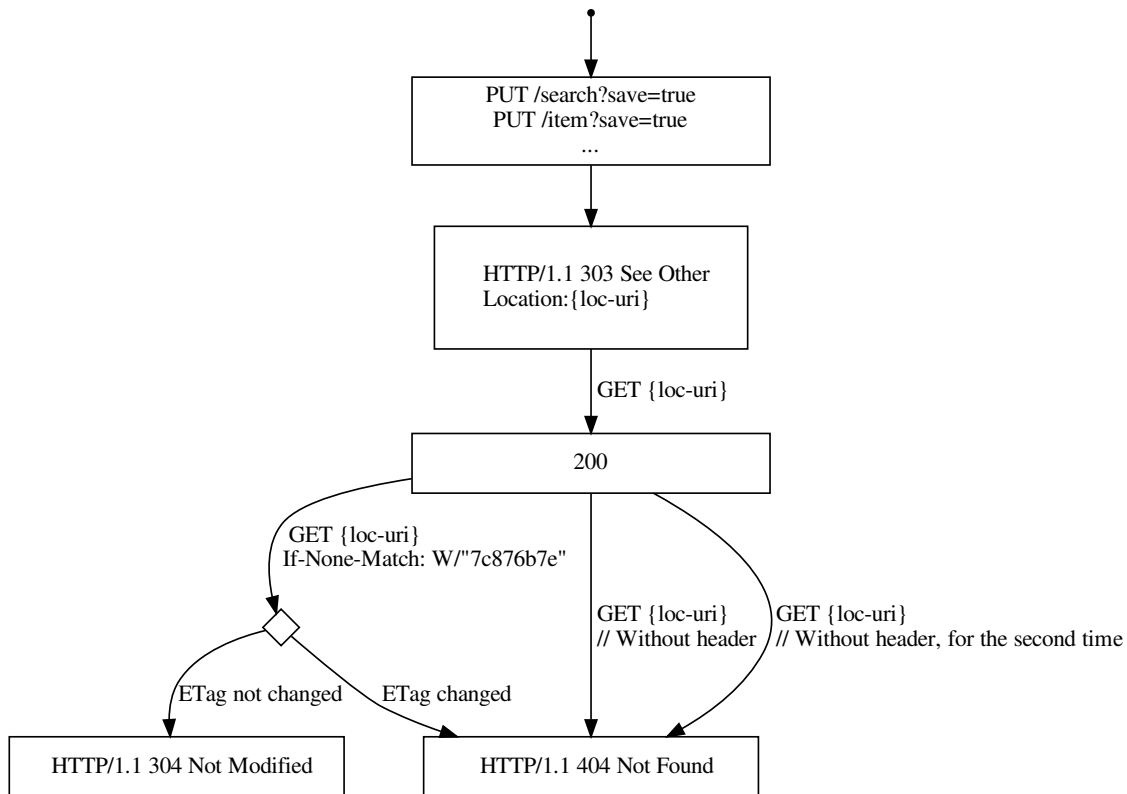 PUT /search?save=true
PUT /item?save=true
...
HTTP/1.1 303 See Other
Location:{loc-uri}
GET {loc-uri}
200
GET {loc-uri}
If-None-Match: W/"7c876b7e"
GET {loc-uri}
// Without header
GET {loc-uri}
// Without header, for the second time
ETag not changed
ETag changed
HTTP/1.1 304 Not Modified
HTTP/1.1 404 Not Found